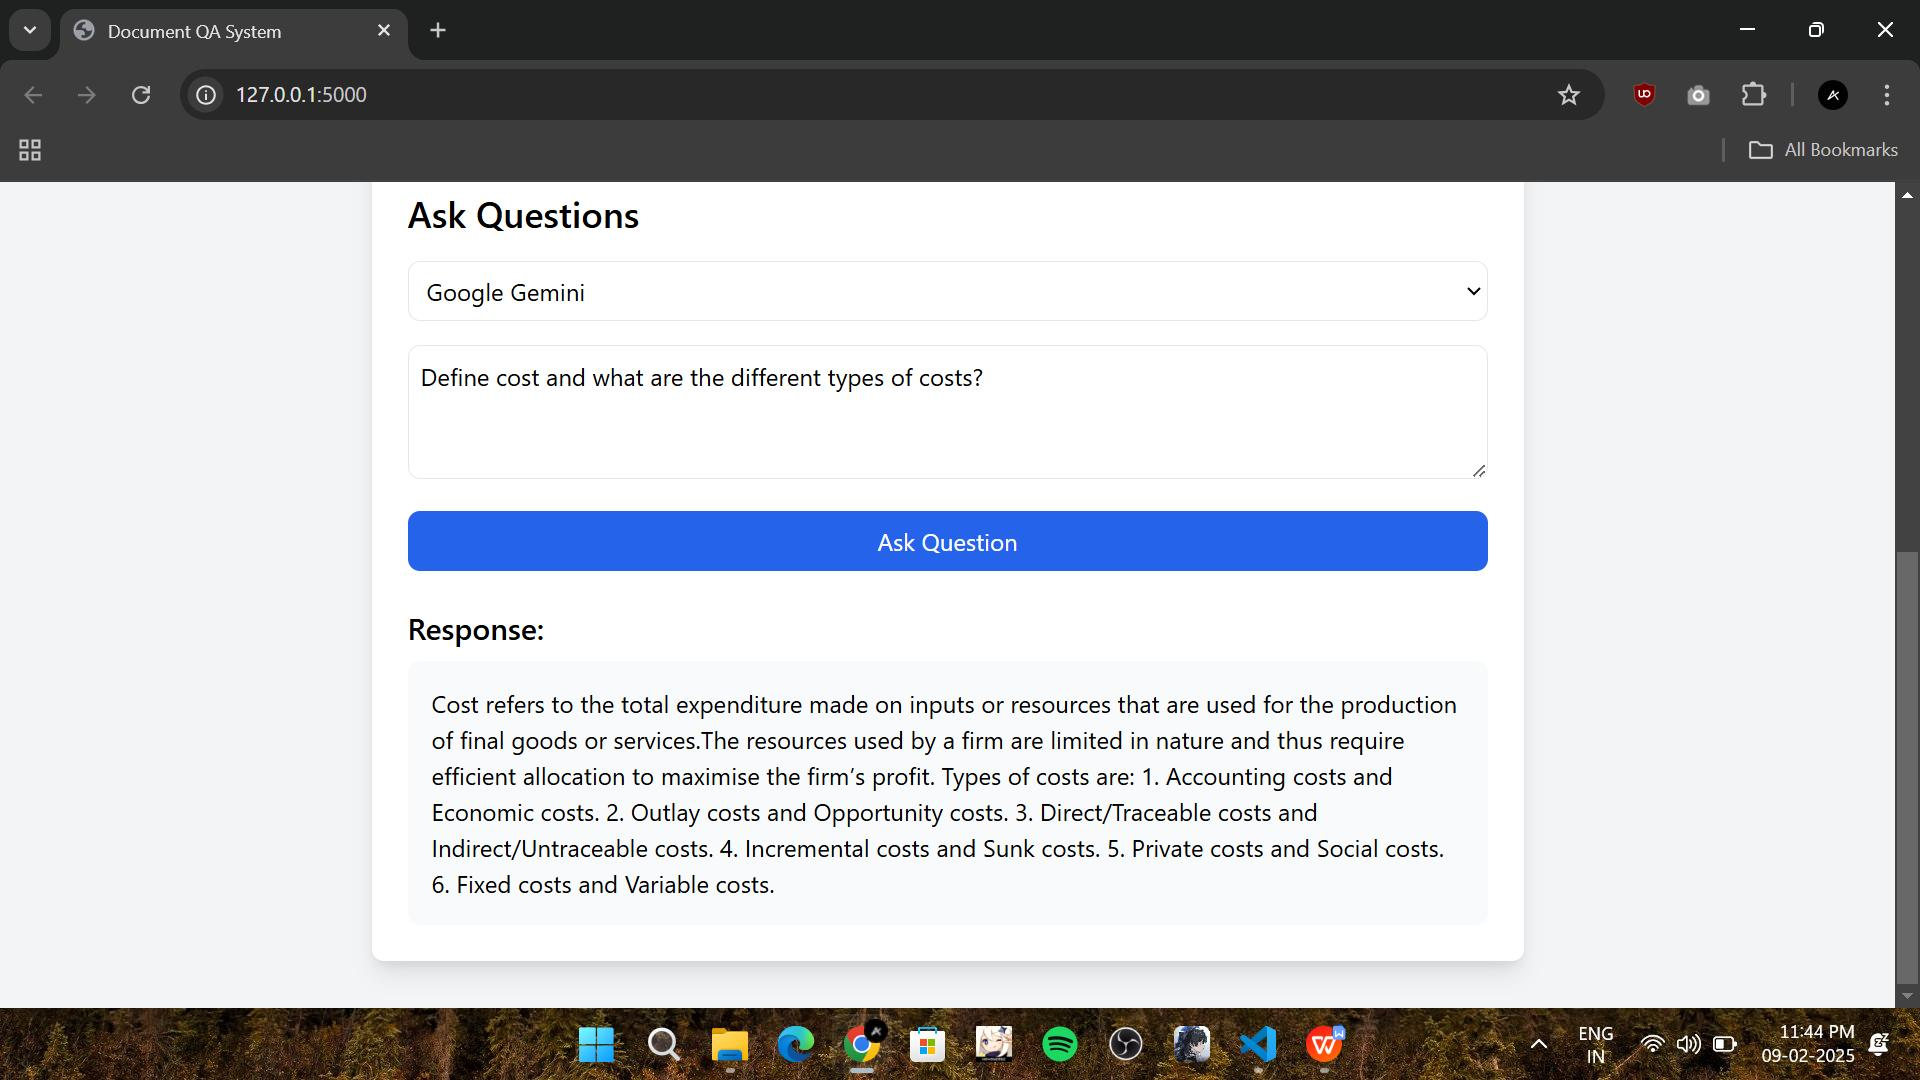 Document QA System
127.0.0.1:5000
All Bookmarks
Ask Questions
Google Gemini
Define cost and what are the different types of costs?
Ask Question
Response:
Cost refers to the total expenditure made on inputs or resources that are used for the production
of final goods or services.The resources used by a firm are limited in nature and thus require
efficient allocation to maximise the firm’s profit. Types of costs are: 1. Accounting costs and
Economic costs. 2. Outlay costs and Opportunity costs. 3. Direct/Traceable costs and
Indirect/Untraceable costs. 4. Incremental costs and Sunk costs. 5. Private costs and Social costs.
6. Fixed costs and Variable costs.
ENG
IN
11:44 PM
09-02-2025